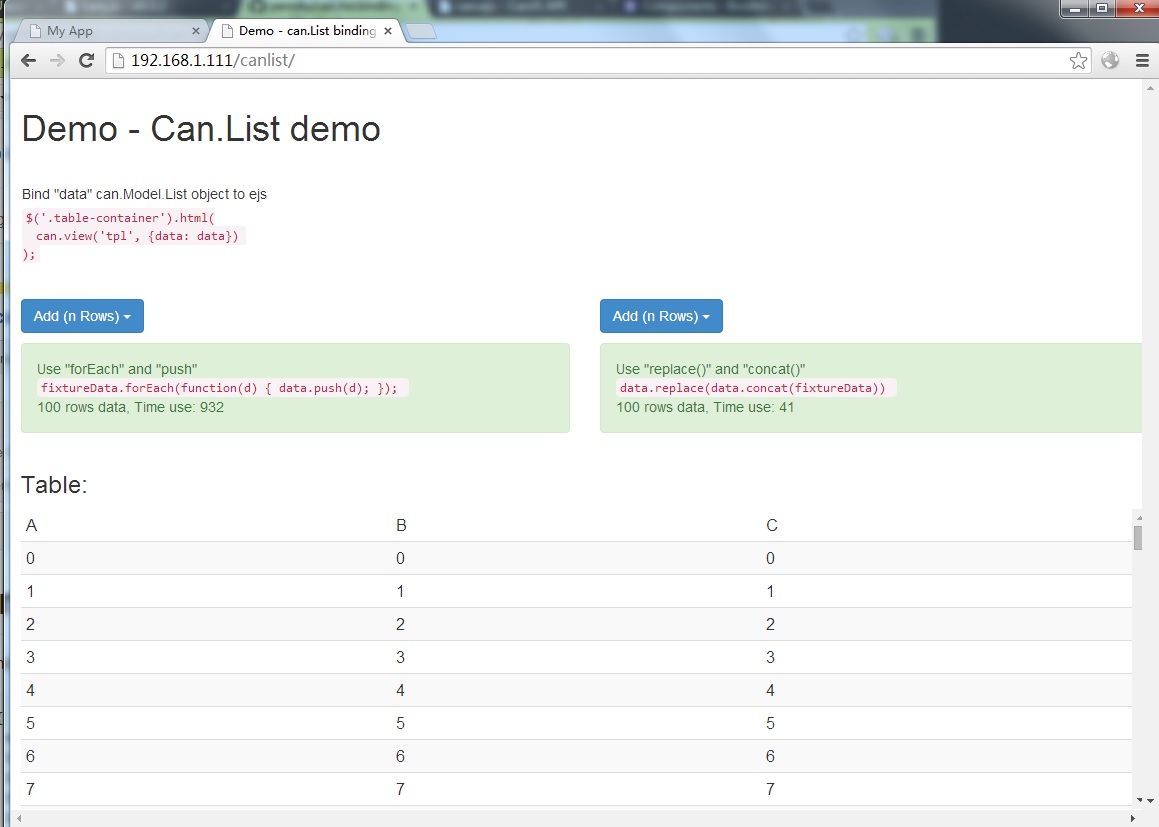 My App
Demo - can.List binding
192.168.1.111/canlist/
Demo - Can.List demo
Bind "data" can.Model.List object to ejs
$('.table-container').html(
can.view('tpl', {data: data})
);
Add (n Rows)
Add (n Rows)
Use "forEach" and "push"
fixtureData.forEach(function(d) { data.push(d); });
100 rows data, Time use: 932
Use "replace()" and "concat()"
data.replace(data.concat(fixtureData))
100 rows data, Time use: 41
Table:
A B C
0 0 0
1 1 1
2 2 2
3 3 3
4 4 4
5 5 5
6 6 6
7 7 7